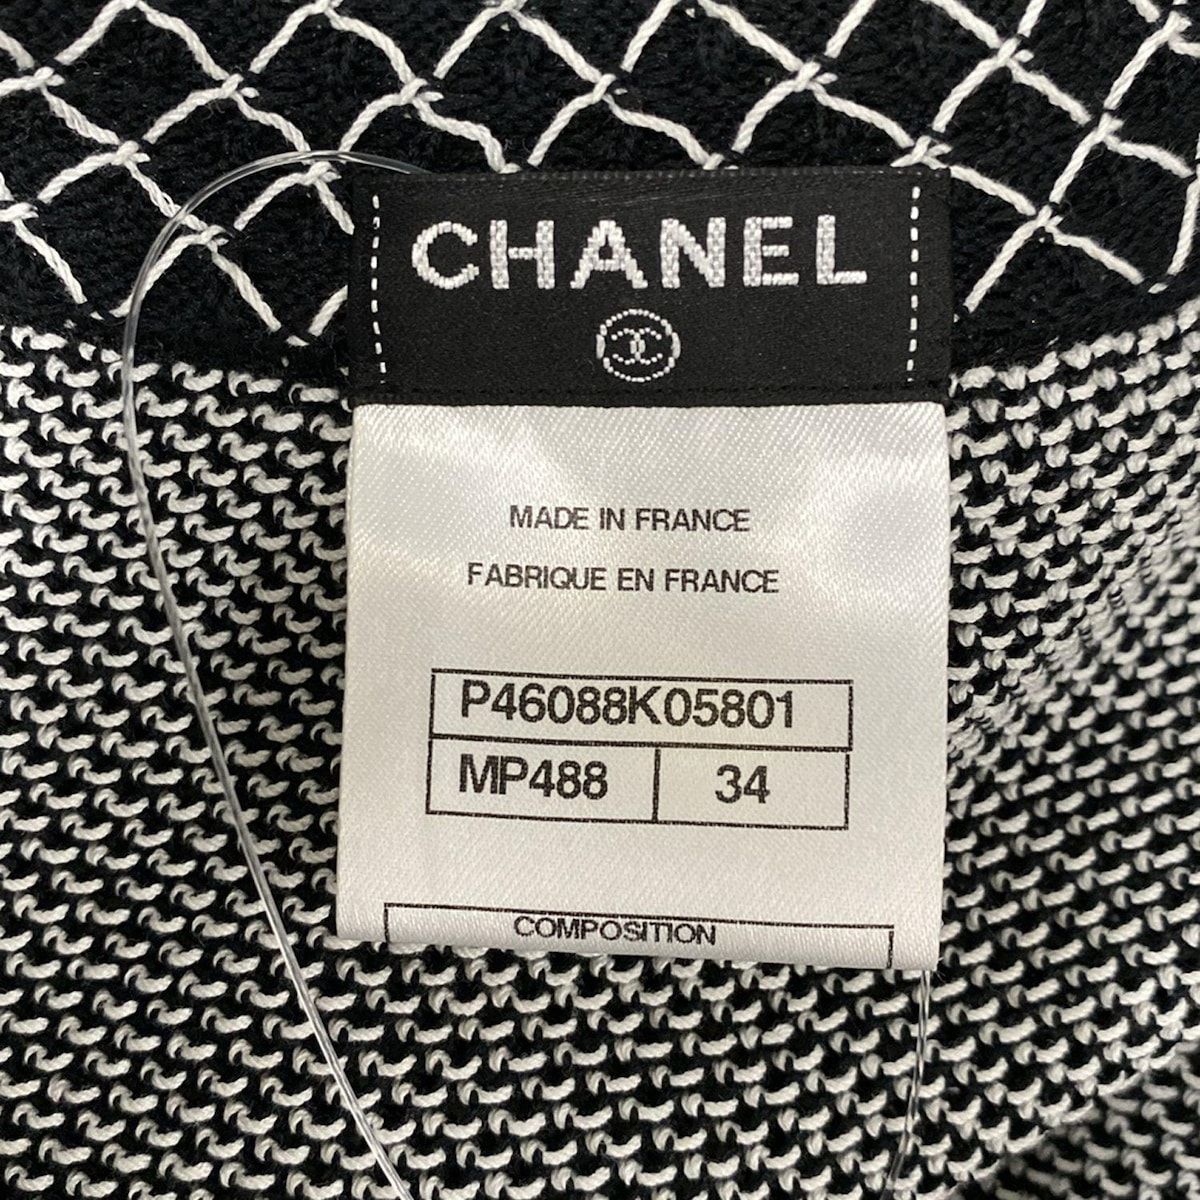 CHANEL
MADE IN FRANCE
FABRIQUE EN FRANCE
P46088K05801
MP488 34
COMPOSITION